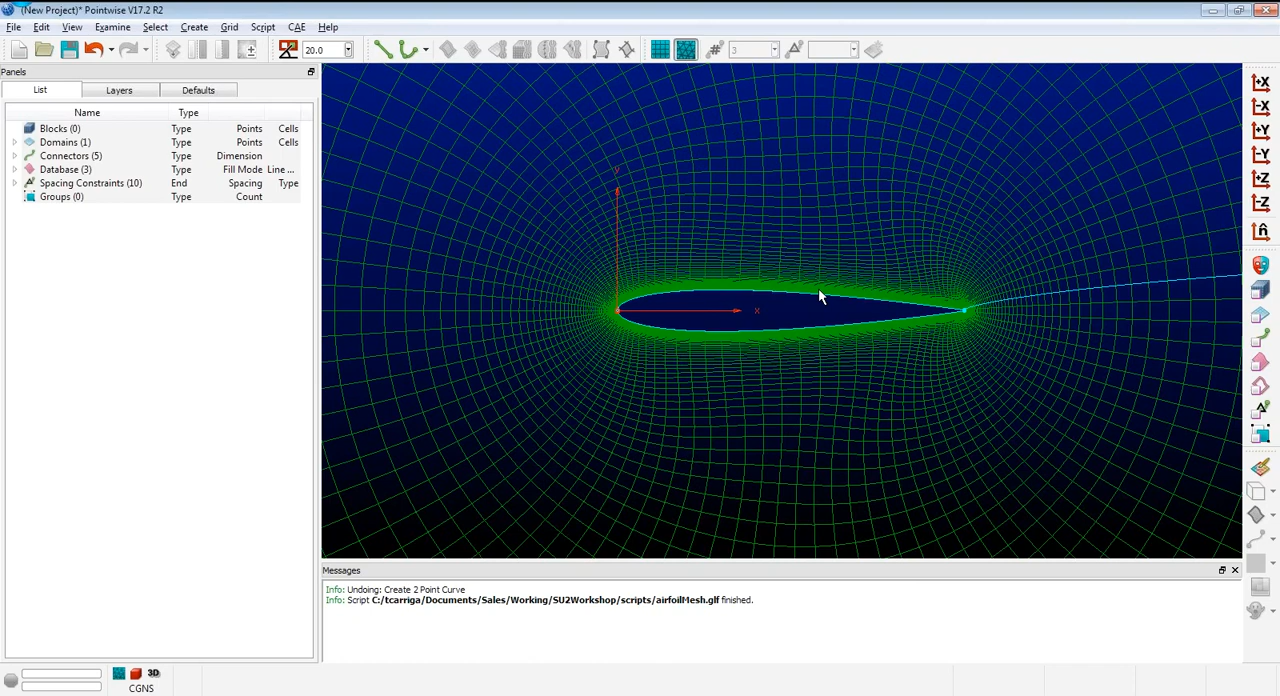 (New Project)* Pointwise V17.2 R2
File Edit View Examine Select Create Grid Script CAE Help
20.0 3
Panels
List Layers Defaults
Name Type
Blocks (0) Type Points Cells
Domains (1) Type Points Cells
Connectors (5) Type Dimension
Database (3) Type Fill Mode Line ...
Spacing Constraints (10) End Spacing Type
Groups (0) Type Count
y
x
+X
-X
+Y
-Y
+Z
-Z
n̂
Messages
Info: Undoing: Create 2 Point Curve
Info: Script C:/tcarriga/Documents/Sales/Working/SU2Workshop/scripts/airfoilMesh.glf finished.
3D
CGNS